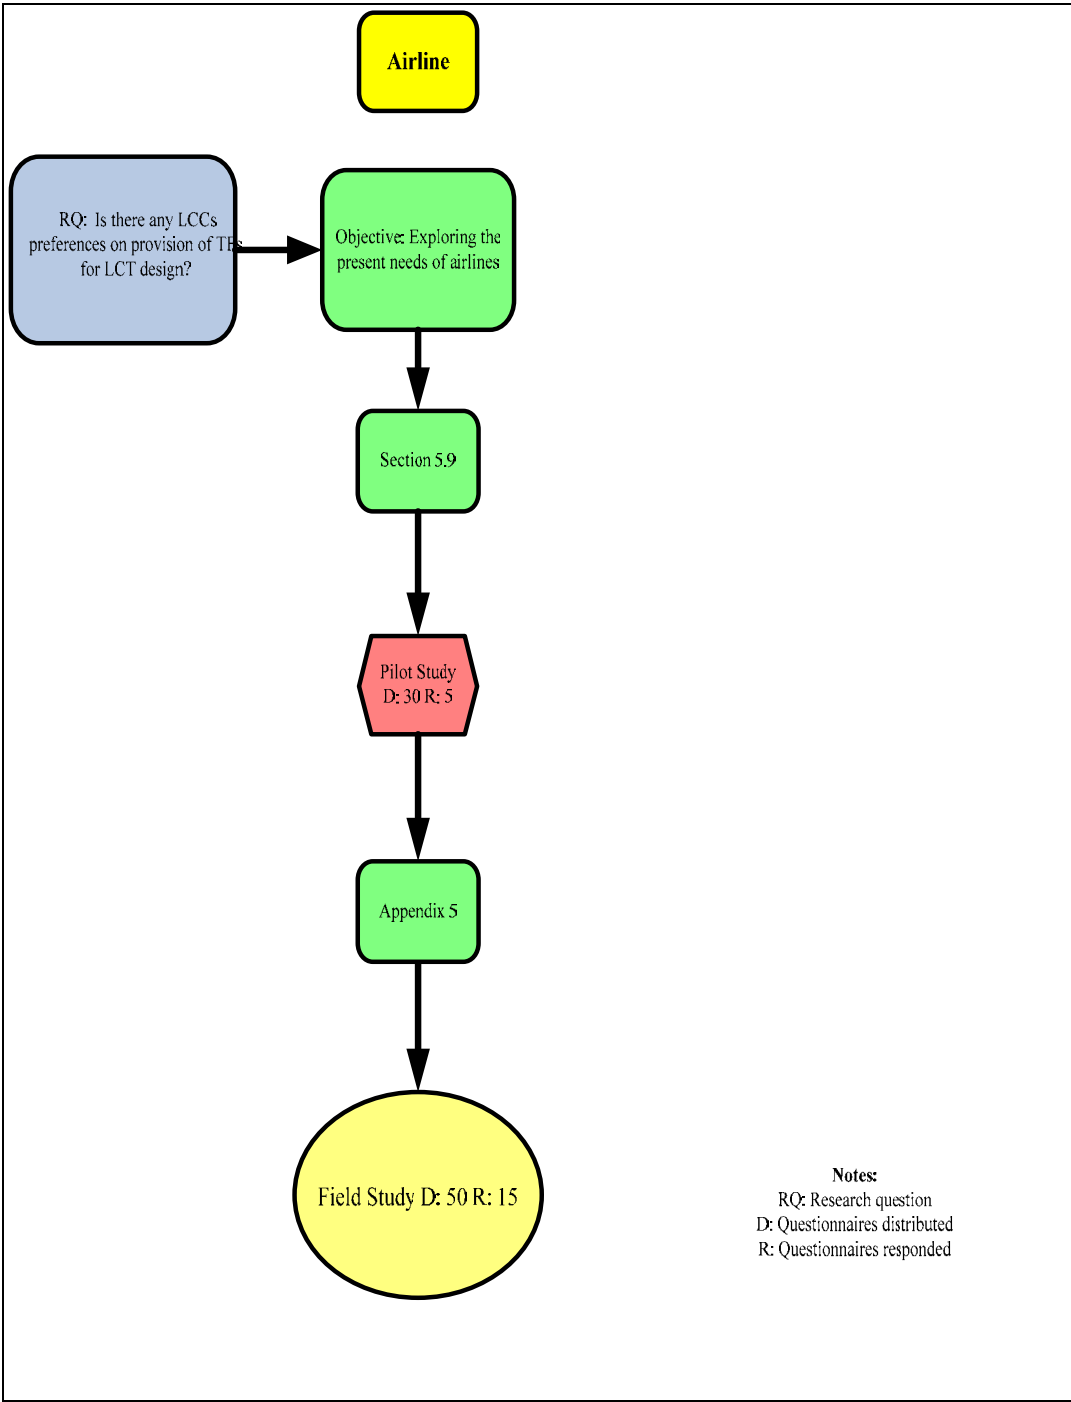 Airline
RQ: Is there any LCCs
preferences on provision of TFs
for LCT design?
Objective: Exploring the
present needs of airlines
Section 5.9
Pilot Study
D: 30 R: 5
Appendix 5
Field Study D: 50 R: 15
Notes:
RQ: Research question
D: Questionnaires distributed
R: Questionnaires responded